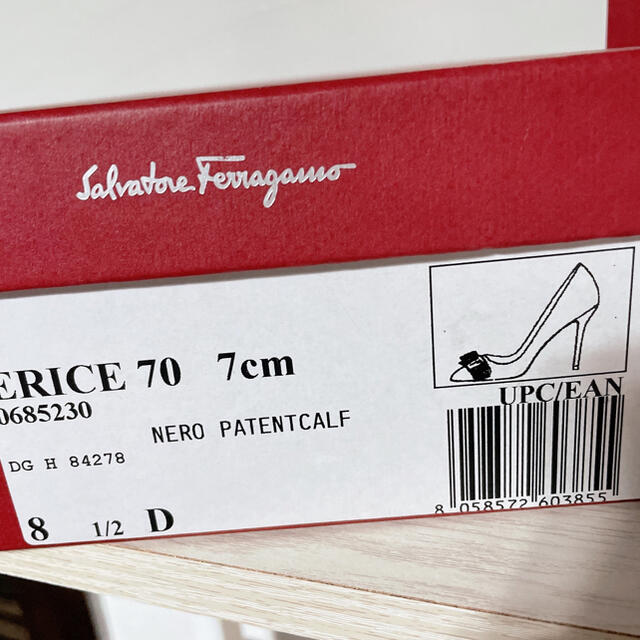 Salvatore Ferragamo
ERICE 70 7cm
0685230
NERO PATENTCALF
DG H 84278
8 1/2 D
UPC/EAN
8 058572 603855